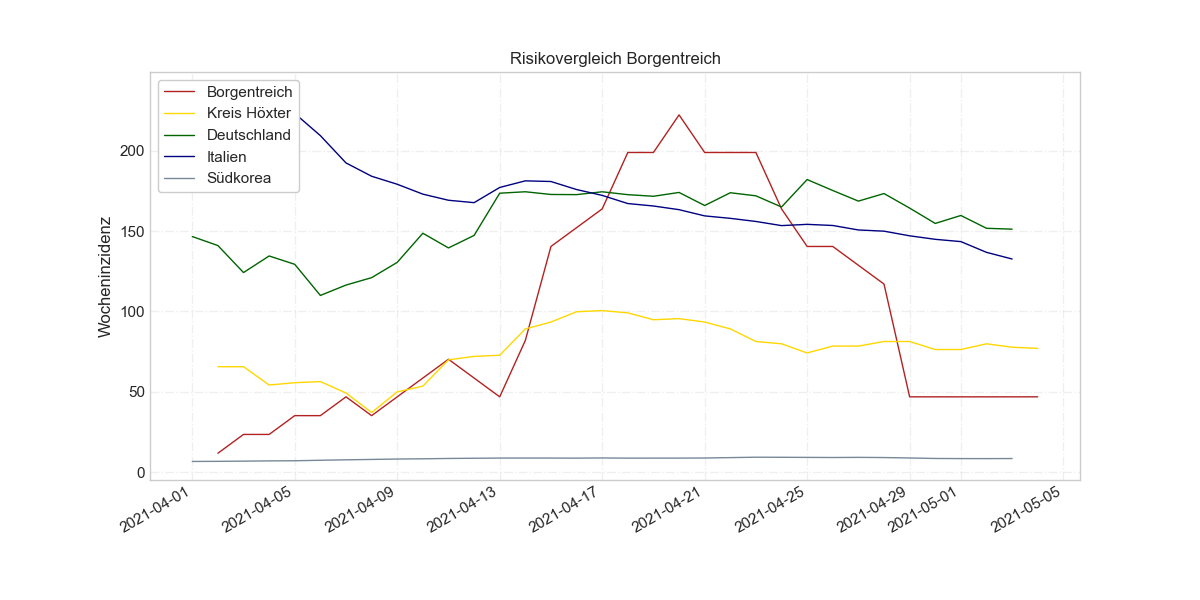 Risikovergleich Borgentreich
Borgentreich
Kreis Höxter
Deutschland
Italien
Südkorea
Wocheninzidenz
200
150
100
50
0
2021-04-01
2021-04-05
2021-04-09
2021-04-13
2021-04-17
2021-04-21
2021-04-25
2021-04-29
2021-05-01
2021-05-05